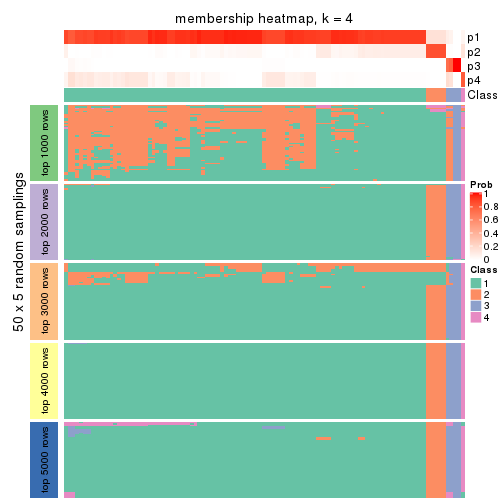 membership heatmap, k = 4
p1
p2
p3
p4
Class
50 x 5 random samplings
top 1000 rows
top 2000 rows
top 3000 rows
top 4000 rows
top 5000 rows
Prob
1
0.8
0.6
0.4
0.2
0
Class
1
2
3
4